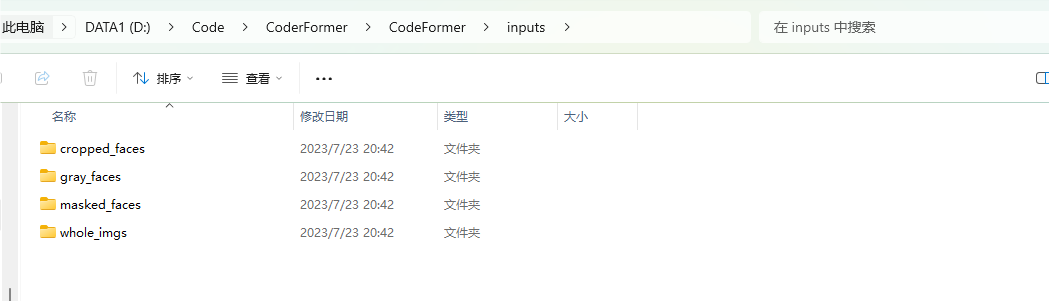 此电脑 > DATA1 (D:) > Code > CoderFormer > CodeFormer > inputs >
在 inputs 中搜索
排序 查看 ...
名称 修改日期 类型 大小
cropped_faces 2023/7/23 20:42 文件夹
gray_faces 2023/7/23 20:42 文件夹
masked_faces 2023/7/23 20:42 文件夹
whole_imgs 2023/7/23 20:42 文件夹